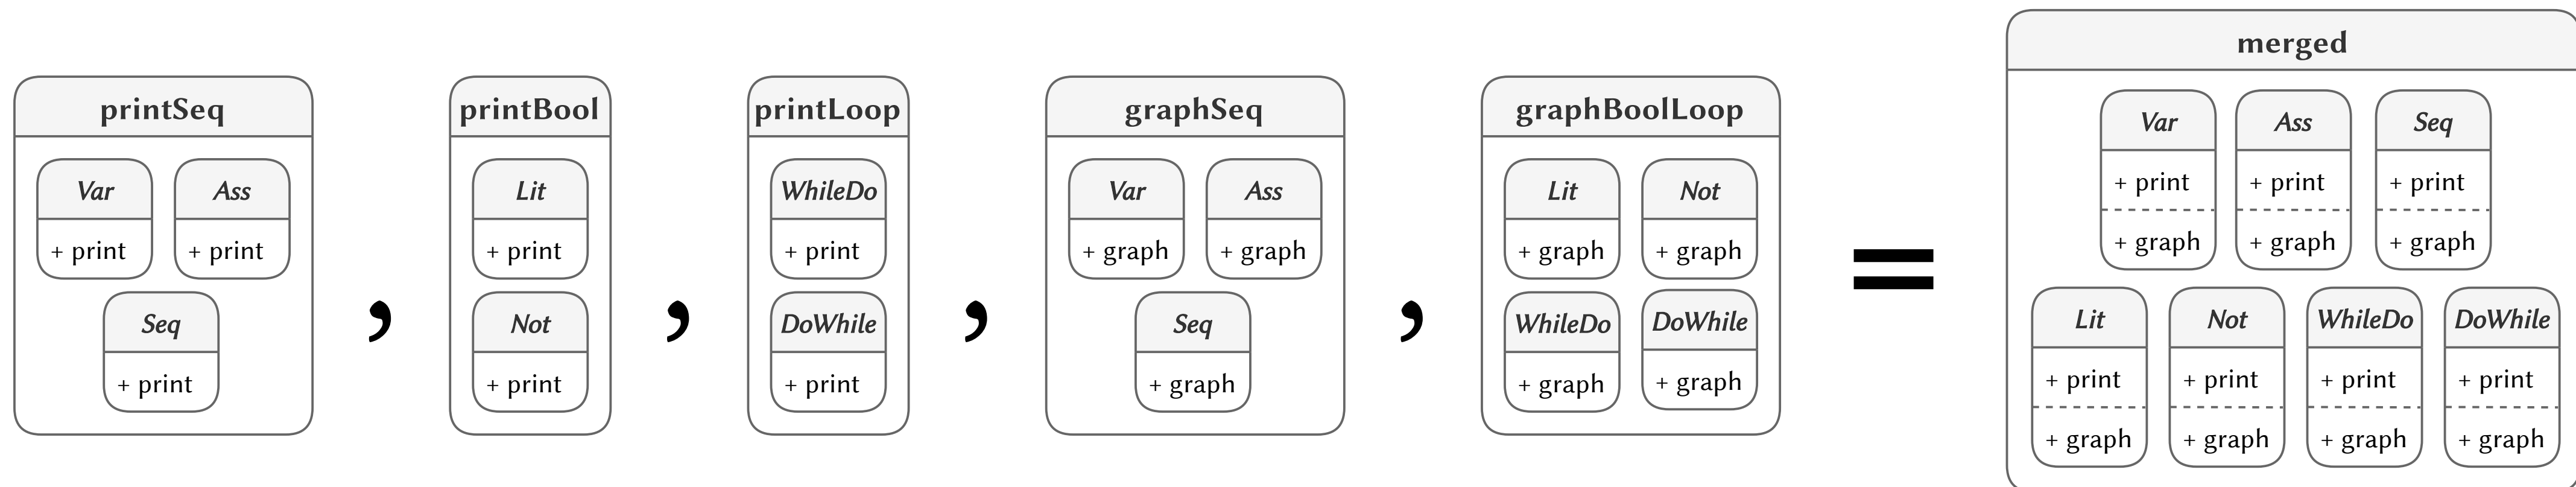 printSeq
Var
+ print
Ass
+ print
Seq
+ print
,
printBool
Lit
+ print
Not
+ print
,
printLoop
WhileDo
+ print
DoWhile
+ print
,
graphSeq
Var
+ graph
Ass
+ graph
Seq
+ graph
,
graphBoolLoop
Lit
+ graph
Not
+ graph
WhileDo
+ graph
DoWhile
+ graph
=
merged
Var
+ print
+ graph
Ass
+ print
+ graph
Seq
+ print
+ graph
Lit
+ print
+ graph
Not
+ print
+ graph
WhileDo
+ print
+ graph
DoWhile
+ print
+ graph